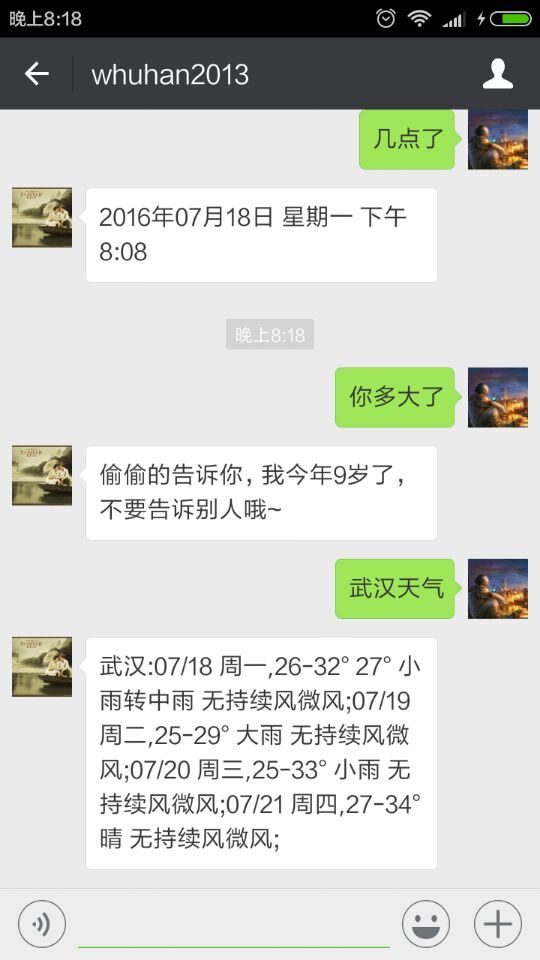 晚上8:18
whuhan2013
几点了
2016年07月18日 星期一 下午
8:08
晚上8:18
你多大了
偷偷的告诉你，我今年9岁了，
不要告诉别人哦~
武汉天气
武汉:07/18 周一,26-32° 27° 小
雨转中雨 无持续风微风;07/19
周二,25-29° 大雨 无持续风微
风;07/20 周三,25-33° 小雨 无
持续风微风;07/21 周四,27-34°
晴 无持续风微风;